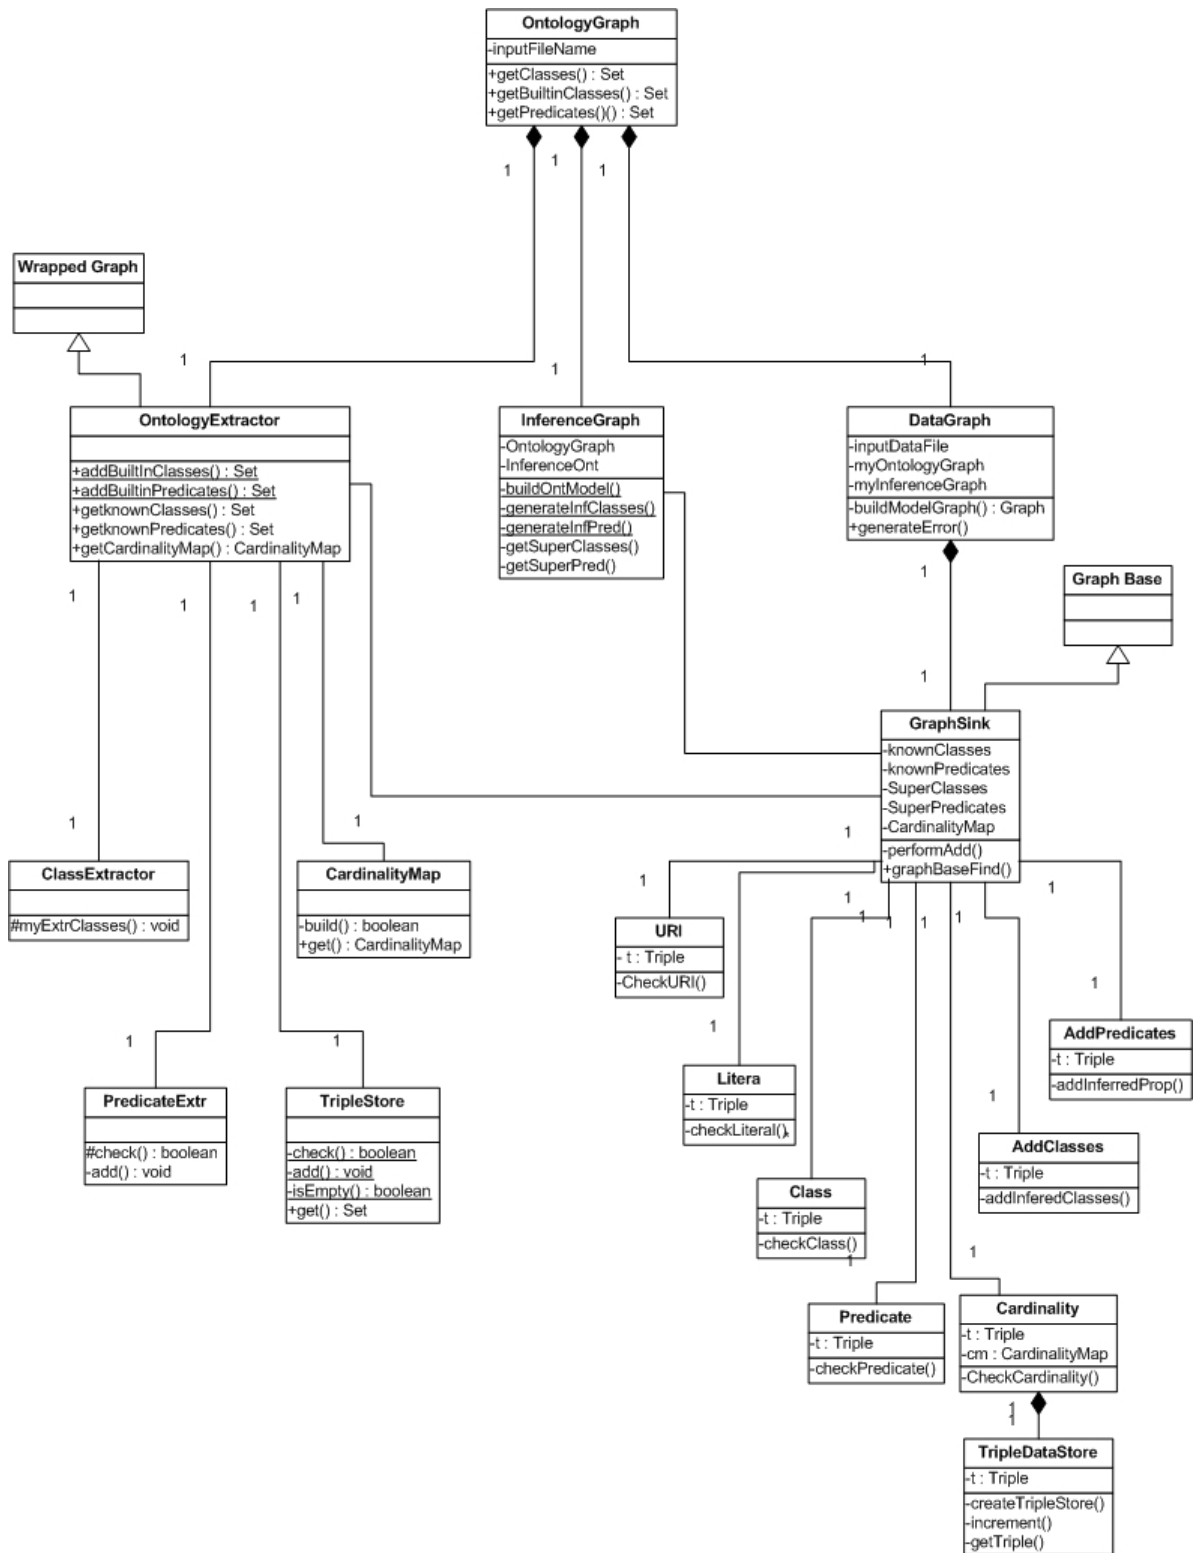 OntologyGraph
-inputFileName
+getClasses() : Set
+getBuiltinClasses() : Set
+getPredicates()() : Set
1
1
1
Wrapped Graph
1
1
1
OntologyExtractor
+addBuiltInClasses() : Set
+addBuiltinPredicates() : Set
+getknownClasses() : Set
+getknownPredicates() : Set
+getCardinalityMap() : CardinalityMap
InferenceGraph
-OntologyGraph
-InferenceOnt
-buildOntModel()
-generateInfClasses()
-generateInfPred()
-getSuperClasses()
-getSuperPred()
DataGraph
-inputDataFile
-myOntologyGraph
-myInferenceGraph
-buildModelGraph() : Graph
+generateError()
1
1
1
1
1
Graph Base
1
GraphSink
-knownClasses
-knownPredicates
-SuperClasses
-SuperPredicates
-CardinalityMap
-performAdd()
+graphBaseFind()
1
1
1
ClassExtractor
#myExtrClasses() : void
CardinalityMap
-build() : boolean
+get() : CardinalityMap
1
1
1
1
1
1
1
URI
- t : Triple
-CheckURI()
1
1
1
1
AddPredicates
-t : Triple
-addInferredProp()
Litera
-t : Triple
-checkLiteral()
PredicateExtr
#check() : boolean
-add() : void
TripleStore
-check() : boolean
-add() : void
-isEmpty() : boolean
+get() : Set
1
AddClasses
-t : Triple
-addInferedClasses()
Class
-t : Triple
-checkClass()
1
1
Predicate
-t : Triple
-checkPredicate()
Cardinality
-t : Triple
-cm : CardinalityMap
-CheckCardinality()
1
1
TripleDataStore
-t : Triple
-createTripleStore()
-increment()
-getTriple()